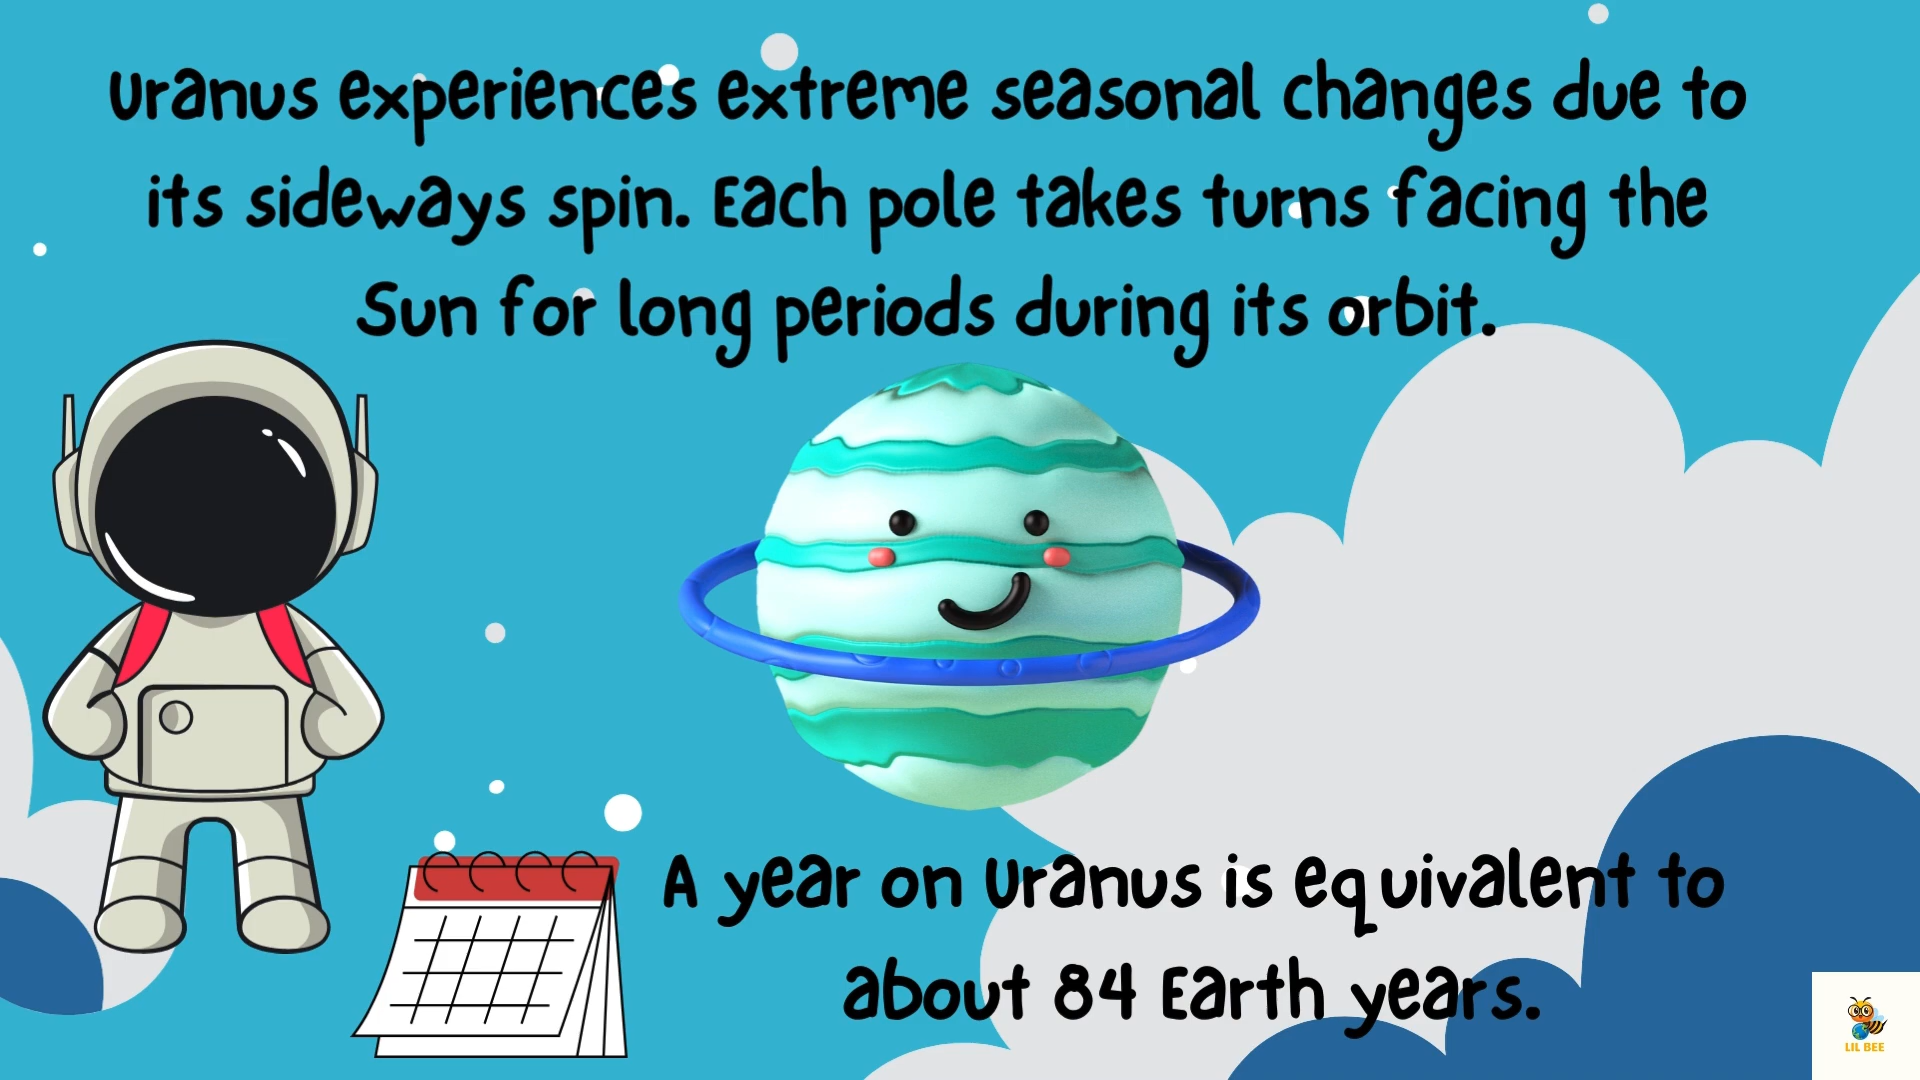 Uranus experiences extreme seasonal changes due to
its sideways spin. Each pole takes turns facing the
Sun for long periods during its orbit.
A year on Uranus is equivalent to
about 84 Earth years.
LIL BEE